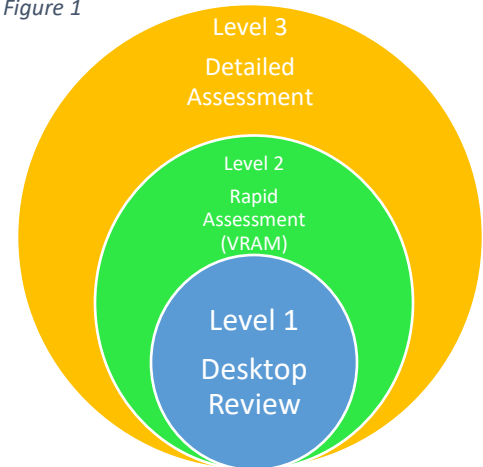 Figure 1
Level 3
Detailed
Assessment
Level 2
Rapid
Assessment
(VRAM)
Level 1
Desktop
Review